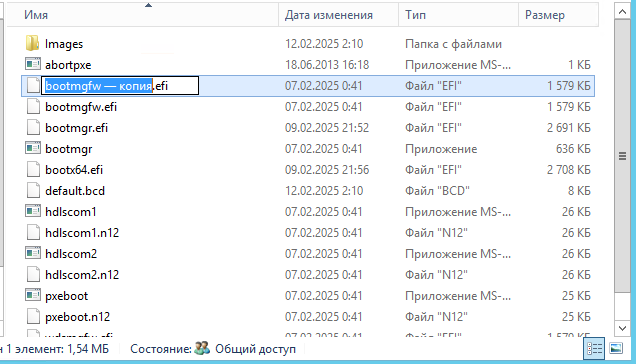 Имя Дата изменения Тип Размер
Images 12.02.2025 2:10 Папка с файлами
abortpxe 18.06.2013 16:18 Приложение MS-... 1 КБ
bootmgfw — копия.efi 07.02.2025 0:41 Файл "EFI" 1 579 КБ
bootmgfw.efi 07.02.2025 0:41 Файл "EFI" 1 579 КБ
bootmgr.efi 09.02.2025 21:52 Файл "EFI" 2 691 КБ
bootmgr 07.02.2025 0:41 Приложение 636 КБ
bootx64.efi 09.02.2025 21:56 Файл "EFI" 2 708 КБ
default.bcd 12.02.2025 2:10 Файл "BCD" 8 КБ
hdlscom1 07.02.2025 0:41 Приложение MS-... 26 КБ
hdlscom1.n12 07.02.2025 0:41 Файл "N12" 26 КБ
hdlscom2 07.02.2025 0:41 Приложение MS-... 26 КБ
hdlscom2.n12 07.02.2025 0:41 Файл "N12" 26 КБ
pxeboot 07.02.2025 0:41 Приложение MS-... 25 КБ
pxeboot.n12 07.02.2025 0:41 Файл "N12" 25 КБ
wdsmgfw.efi 07.02.2025 0:41 Файл "EFI" 1 579 КБ
н 1 элемент: 1,54 МБ Состояние: Общий доступ